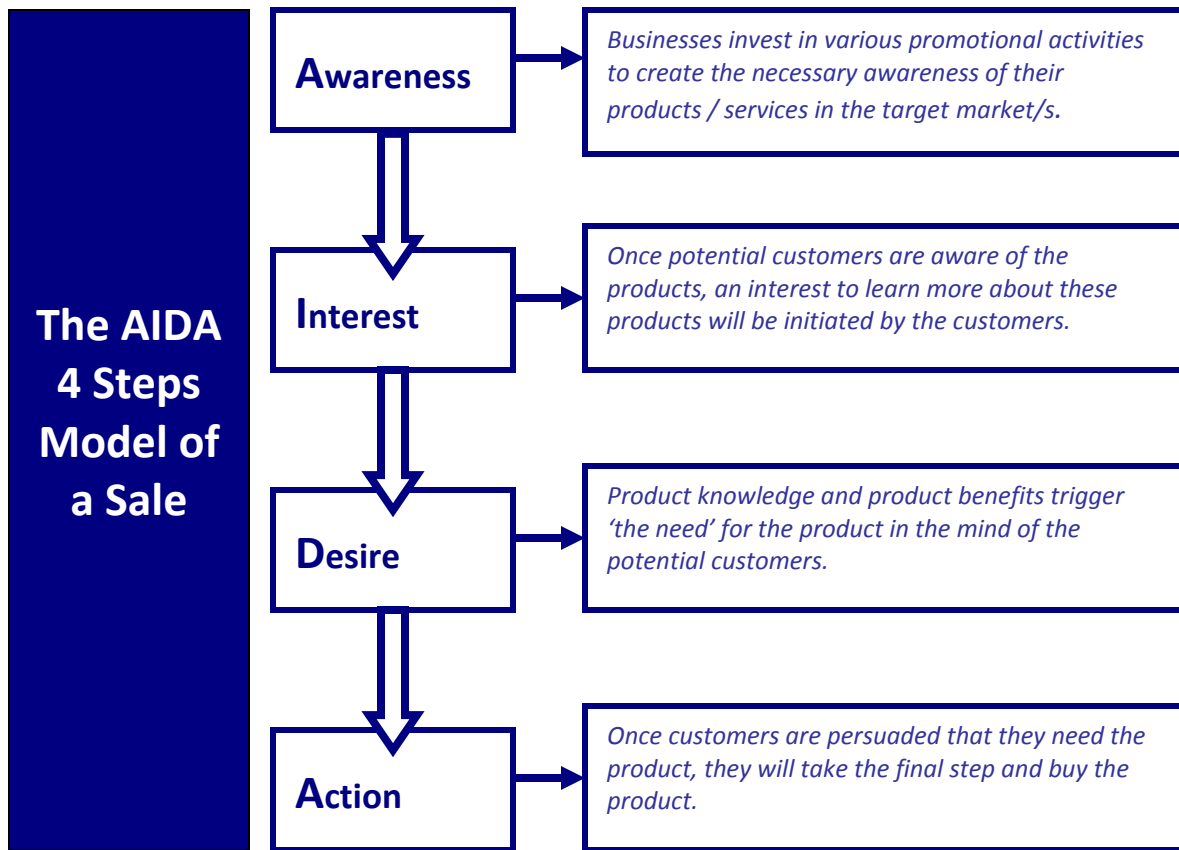 The AIDA
4 Steps
Model of
a Sale
Awareness
Businesses invest in various promotional activities
to create the necessary awareness of their
products / services in the target market/s.
Interest
Once potential customers are aware of the
products, an interest to learn more about these
products will be initiated by the customers.
Desire
Product knowledge and product benefits trigger
‘the need’ for the product in the mind of the
potential customers.
Action
Once customers are persuaded that they need the
product, they will take the final step and buy the
product.